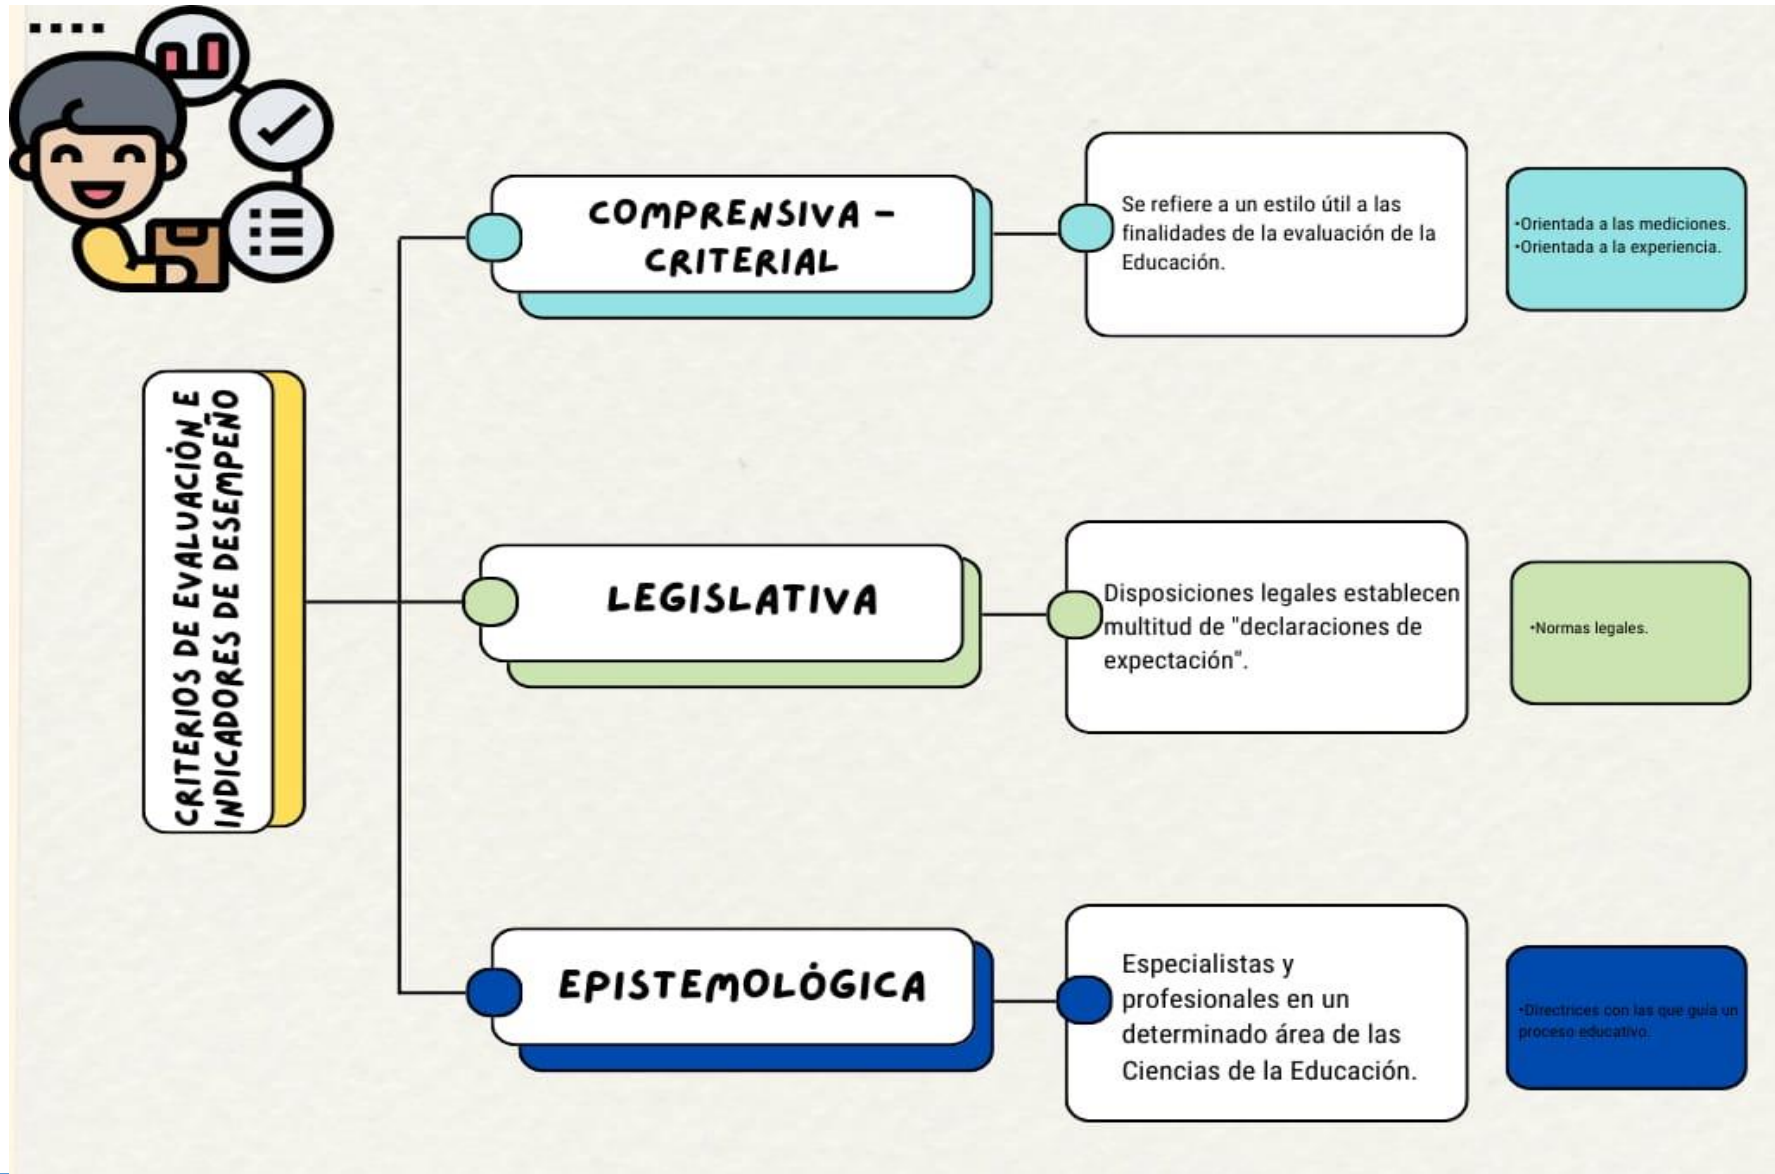 CRITERIOS DE EVALUACIÓN E
INDICADORES DE DESEMPEÑO
COMPRENSIVA -
CRITERIAL
Se refiere a un estilo útil a las
finalidades de la evaluación de la
Educación.
•Orientada a las mediciones.
•Orientada a la experiencia.
LEGISLATIVA
Disposiciones legales establecen
multitud de "declaraciones de
expectación".
•Normas legales.
EPISTEMOLÓGICA
Especialistas y
profesionales en un
determinado área de las
Ciencias de la Educación.
•Directrices con las que guía un
proceso educativo.